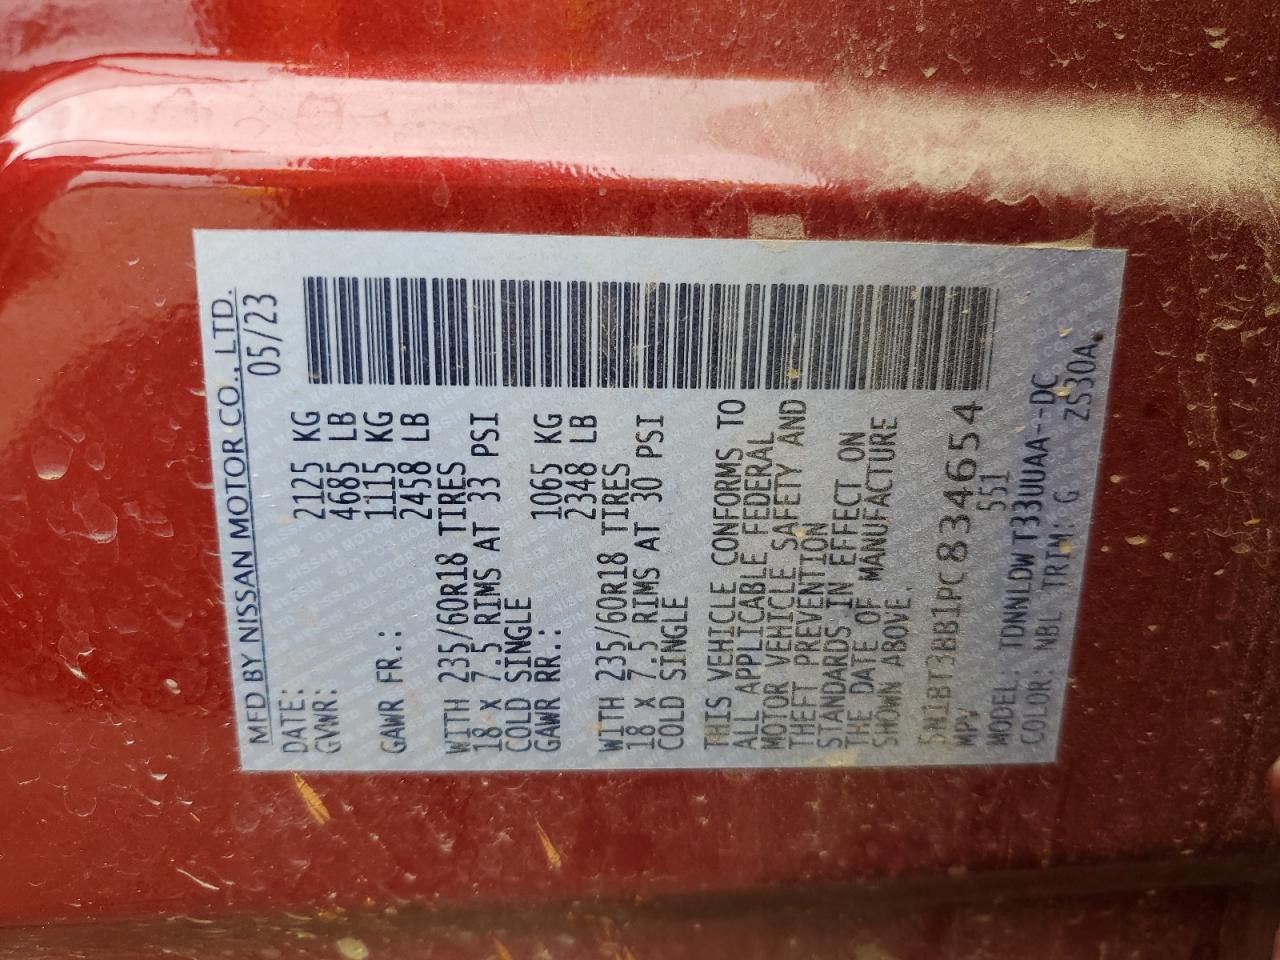 MFD BY NISSAN MOTOR CO., LTD.
DATE: 05/23
GVWR: 2125 KG
4685 LB
GAWR FR.: 1115 KG
2458 LB
WITH 235/60R18 TIRES
18 X 7.5 RIMS AT 33 PSI
COLD SINGLE
GAWR RR.: 1065 KG
2348 LB
WITH 235/60R18 TIRES
18 X 7.5 RIMS AT 30 PSI
COLD SINGLE
THIS VEHICLE CONFORMS TO
ALL APPLICABLE FEDERAL
MOTOR VEHICLE SAFETY AND
THEFT PREVENTION
STANDARDS IN EFFECT ON
THE DATE OF MANUFACTURE
SHOWN ABOVE.
5N1BT3BB1PC834654
MPV 551
MODEL: TDNNLDWT33UUAA--DC
COLOR: NBL TRIM: G ZS30A